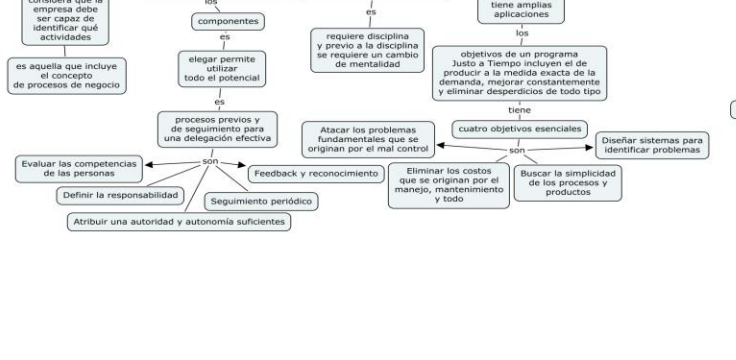 considera que la
empresa debe
ser capaz de
identificar qué
actividades
es aquella que incluye
el concepto
de procesos de negocio
los
componentes
es
elegar permite
utilizar
todo el potencial
es
procesos previos y
de seguimiento para
una delegación efectiva
son
Evaluar las competencias
de las personas
Definir la responsabilidad
Atribuir una autoridad y autonomía suficientes
Seguimiento periódico
Feedback y reconocimiento
es
requiere disciplina
y previo a la disciplina
se requiere un cambio
de mentalidad
tiene amplias
aplicaciones
los
objetivos de un programa
Justo a Tiempo incluyen el de
producir a la medida exacta de la
demanda, mejorar constantemente
y eliminar desperdicios de todo tipo
tiene
cuatro objetivos esenciales
son
Atacar los problemas
fundamentales que se
originan por el mal control
Eliminar los costos
que se originan por el
manejo, mantenimiento
y todo
Buscar la simplicidad
de los procesos y
productos
Diseñar sistemas para
identificar problemas